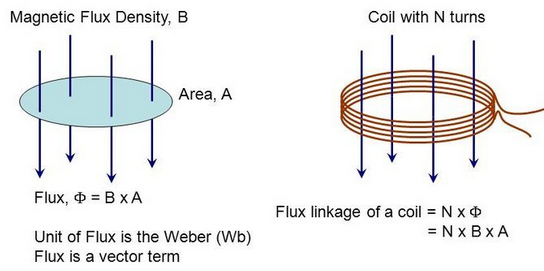 Magnetic Flux Density, B
Area, A
Flux, Φ = B x A
Unit of Flux is the Weber (Wb)
Flux is a vector term
Coil with N turns
Flux linkage of a coil = N x Φ
= N x B x A